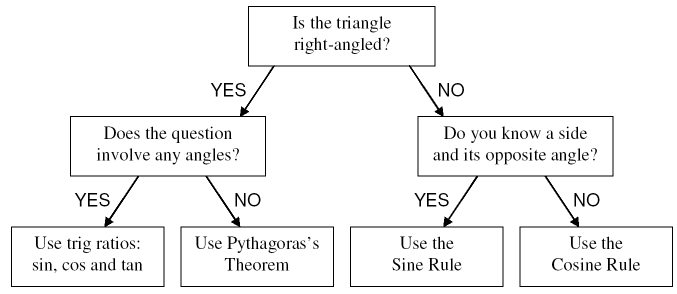 Is the triangle
right-angled?
YES
NO
Does the question
involve any angles?
Do you know a side
and its opposite angle?
YES
NO
YES
NO
Use trig ratios:
sin, cos and tan
Use Pythagoras's
Theorem
Use the
Sine Rule
Use the
Cosine Rule